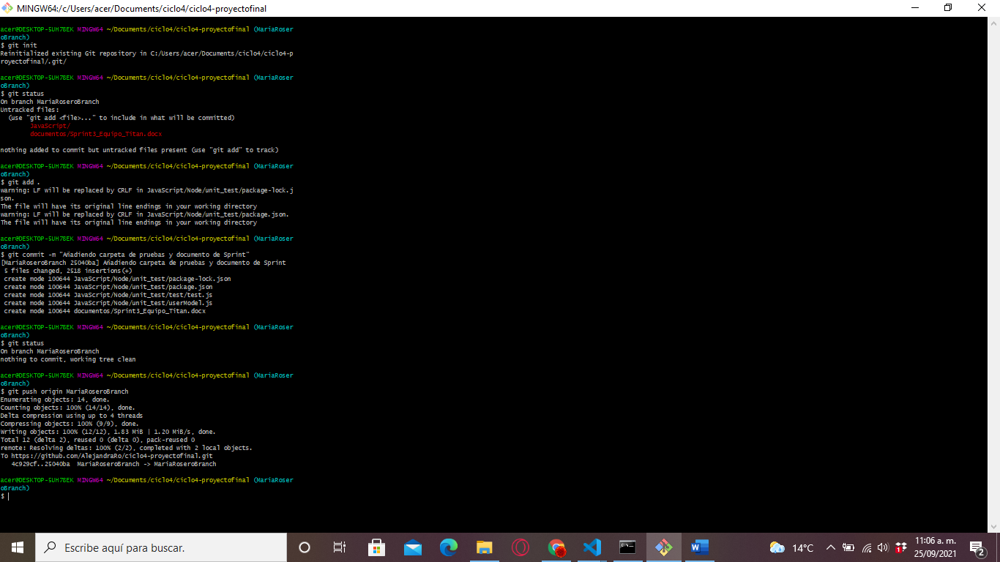 MINGW64:/c/Users/acer/Documents/ciclo4/ciclo4-proyectofinal
acer@DESKTOP-5UH78EK MINGW64 ~/Documents/ciclo4/ciclo4-proyectofinal (MariaRoser
oBranch)
$ git init
Reinitialized existing Git repository in C:/Users/acer/Documents/ciclo4/ciclo4-p
royectofinal/.git/
acer@DESKTOP-5UH78EK MINGW64 ~/Documents/ciclo4/ciclo4-proyectofinal (MariaRoser
oBranch)
$ git status
On branch MariaRoseroBranch
Untracked files:
  (use "git add <file>..." to include in what will be committed)
        JavaScript/
        documentos/Sprint3_Equipo_Titan.docx
nothing added to commit but untracked files present (use "git add" to track)
acer@DESKTOP-5UH78EK MINGW64 ~/Documents/ciclo4/ciclo4-proyectofinal (MariaRoser
oBranch)
$ git add .
warning: LF will be replaced by CRLF in JavaScript/Node/unit_test/package-lock.j
son.
The file will have its original line endings in your working directory
warning: LF will be replaced by CRLF in JavaScript/Node/unit_test/package.json.
The file will have its original line endings in your working directory
acer@DESKTOP-5UH78EK MINGW64 ~/Documents/ciclo4/ciclo4-proyectofinal (MariaRoser
oBranch)
$ git commit -m "Añadiendo carpeta de pruebas y documento de Sprint"
[MariaRoseroBranch 25040ba] Añadiendo carpeta de pruebas y documento de Sprint
 5 files changed, 2518 insertions(+)
 create mode 100644 JavaScript/Node/unit_test/package-lock.json
 create mode 100644 JavaScript/Node/unit_test/package.json
 create mode 100644 JavaScript/Node/unit_test/test/test.js
 create mode 100644 JavaScript/Node/unit_test/userModel.js
 create mode 100644 documentos/Sprint3_Equipo_Titan.docx
acer@DESKTOP-5UH78EK MINGW64 ~/Documents/ciclo4/ciclo4-proyectofinal (MariaRoser
oBranch)
$ git status
On branch MariaRoseroBranch
nothing to commit, working tree clean
acer@DESKTOP-5UH78EK MINGW64 ~/Documents/ciclo4/ciclo4-proyectofinal (MariaRoser
oBranch)
$ git push origin MariaRoseroBranch
Enumerating objects: 14, done.
Counting objects: 100% (14/14), done.
Delta compression using up to 4 threads
Compressing objects: 100% (9/9), done.
Writing objects: 100% (12/12), 1.83 MiB | 1.20 MiB/s, done.
Total 12 (delta 2), reused 0 (delta 0), pack-reused 0
remote: Resolving deltas: 100% (2/2), completed with 2 local objects.
To https://github.com/AlejandraRo/ciclo4-proyectofinal.git
   4c929cf..25040ba  MariaRoseroBranch -> MariaRoseroBranch
acer@DESKTOP-5UH78EK MINGW64 ~/Documents/ciclo4/ciclo4-proyectofinal (MariaRoser
oBranch)
$
Escribe aquí para buscar.
14°C
11:06 a. m.
25/09/2021
2